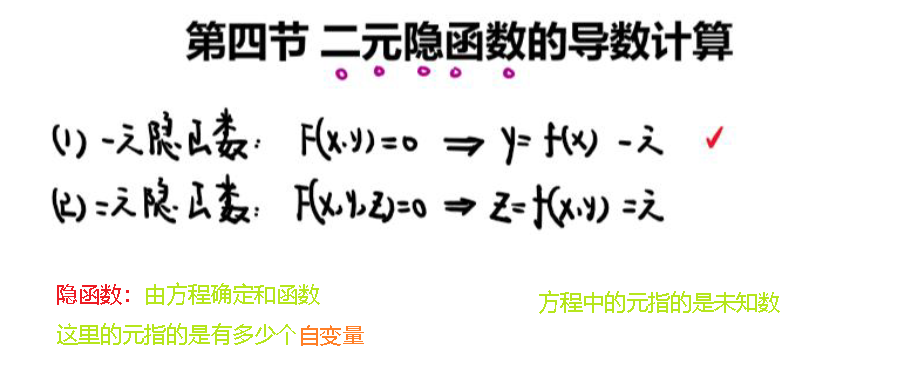 第四节 二元隐函数的导数计算
(1) 一元隐函数: F(x,y)=0 ⇒ y=f(x) 一元 ✓
(2) 二元隐函数: F(x,y,z)=0 ⇒ z=f(x,y) 二元
隐函数:由方程确定和函数
方程中的元指的是未知数
这里的元指的是有多少个自变量